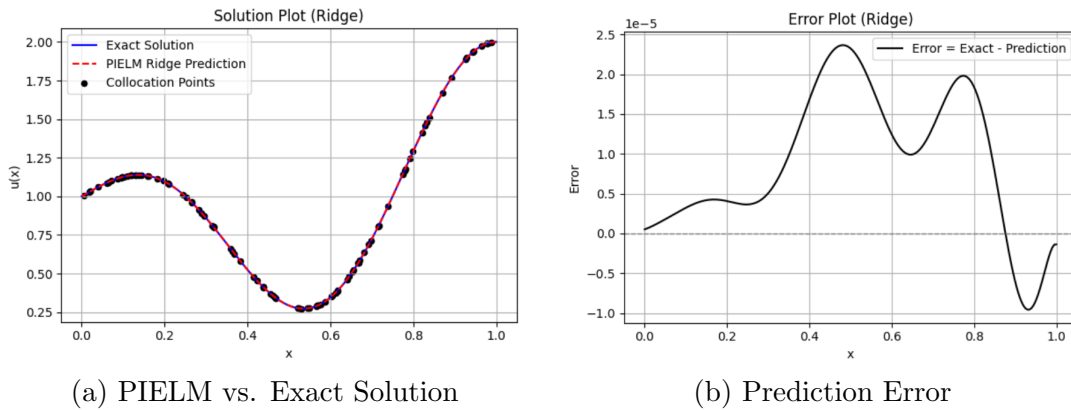 Solution Plot (Ridge)
Exact Solution
PIELM Ridge Prediction
Collocation Points
2.00
1.75
1.50
1.25
1.00
0.75
0.50
0.25
u(x)
0.0 0.2 0.4 0.6 0.8 1.0
x
(a) PIELM vs. Exact Solution
Error Plot (Ridge)
1e−5
Error = Exact - Prediction
2.5
2.0
1.5
1.0
0.5
0.0
−0.5
−1.0
Error
0.0 0.2 0.4 0.6 0.8 1.0
x
(b) Prediction Error